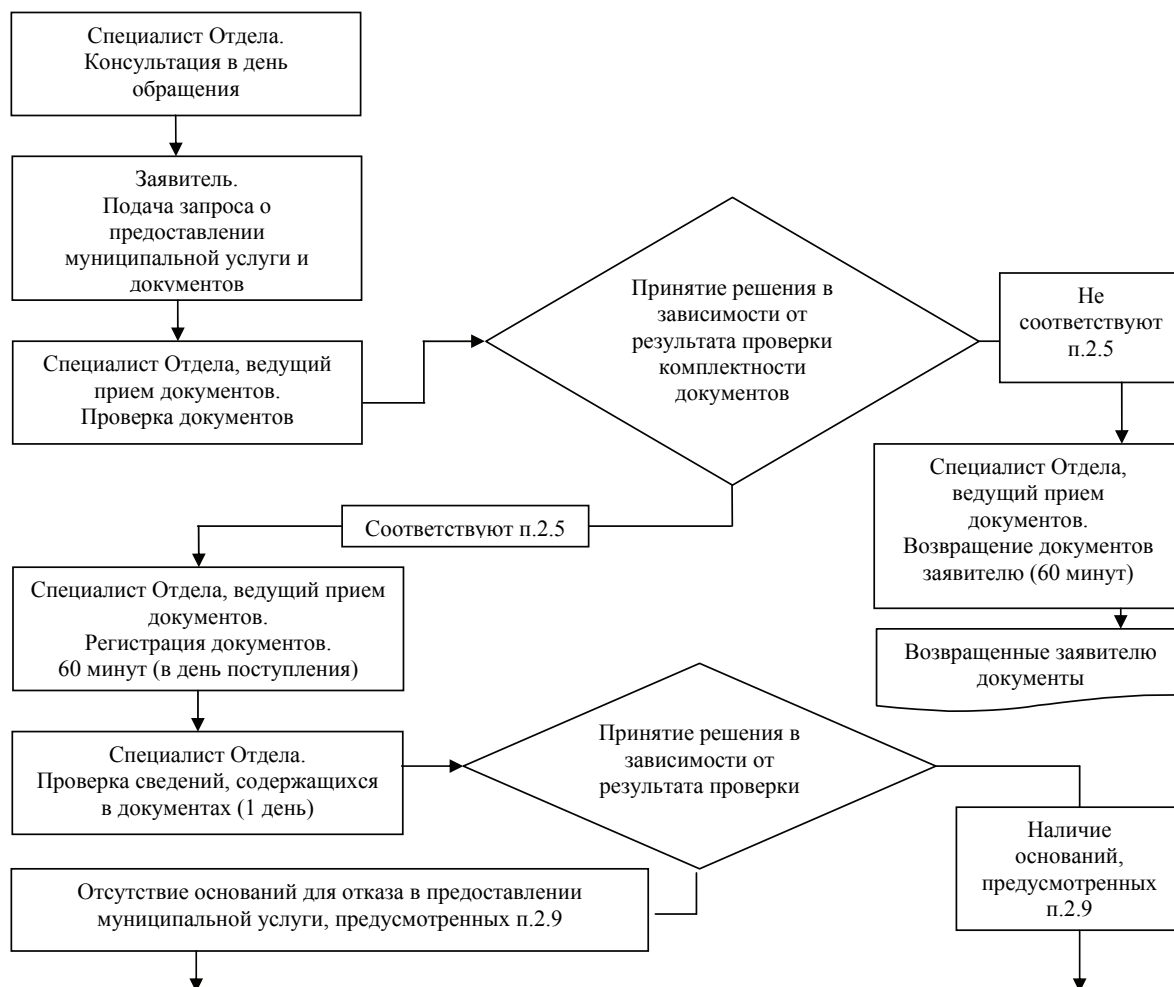 Специалист Отдела.
Консультация в день
обращения
Заявитель.
Подача запроса о
предоставлении
муниципальной услуги и
документов
Специалист Отдела, ведущий
прием документов.
Проверка документов
Принятие решения в
зависимости от
результата проверки
комплектности
документов
Не
соответствуют
п.2.5
Специалист Отдела,
ведущий прием
документов.
Возвращение документов
заявителю (60 минут)
Возвращенные заявителю
документы
Соответствуют п.2.5
Специалист Отдела, ведущий прием
документов.
Регистрация документов.
60 минут (в день поступления)
Специалист Отдела.
Проверка сведений, содержащихся
в документах (1 день)
Принятие решения в
зависимости от
результата проверки
Наличие
оснований,
предусмотренных
п.2.9
Отсутствие оснований для отказа в предоставлении
муниципальной услуги, предусмотренных п.2.9